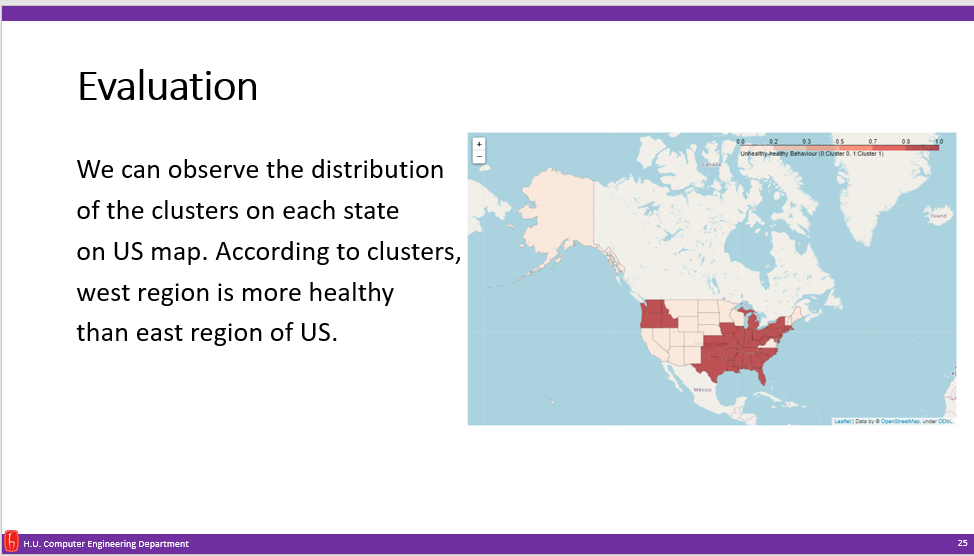 Evaluation
We can observe the distribution
of the clusters on each state
on US map. According to clusters,
west region is more healthy
than east region of US.
+
−
0.0 0.2 0.3 0.5 0.7 0.8 1.0
Unhealthy-healthy Behaviour (0:Cluster 0, 1:Cluster 1)
Canada
Ísland
México
Leaflet | Data by © OpenStreetMap, under ODbL.
H.U. Computer Engineering Department
25